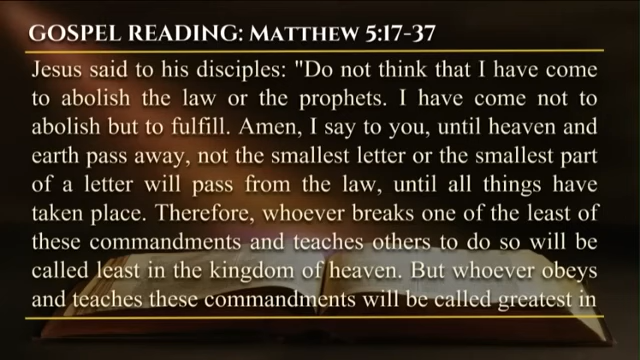 GOSPEL READING: MATTHEW 5:17-37
Jesus said to his disciples: "Do not think that I have come
to abolish the law or the prophets. I have come not to
abolish but to fulfill. Amen, I say to you, until heaven and
earth pass away, not the smallest letter or the smallest part
of a letter will pass from the law, until all things have
taken place. Therefore, whoever breaks one of the least of
these commandments and teaches others to do so will be
called least in the kingdom of heaven. But whoever obeys
and teaches these commandments will be called greatest in